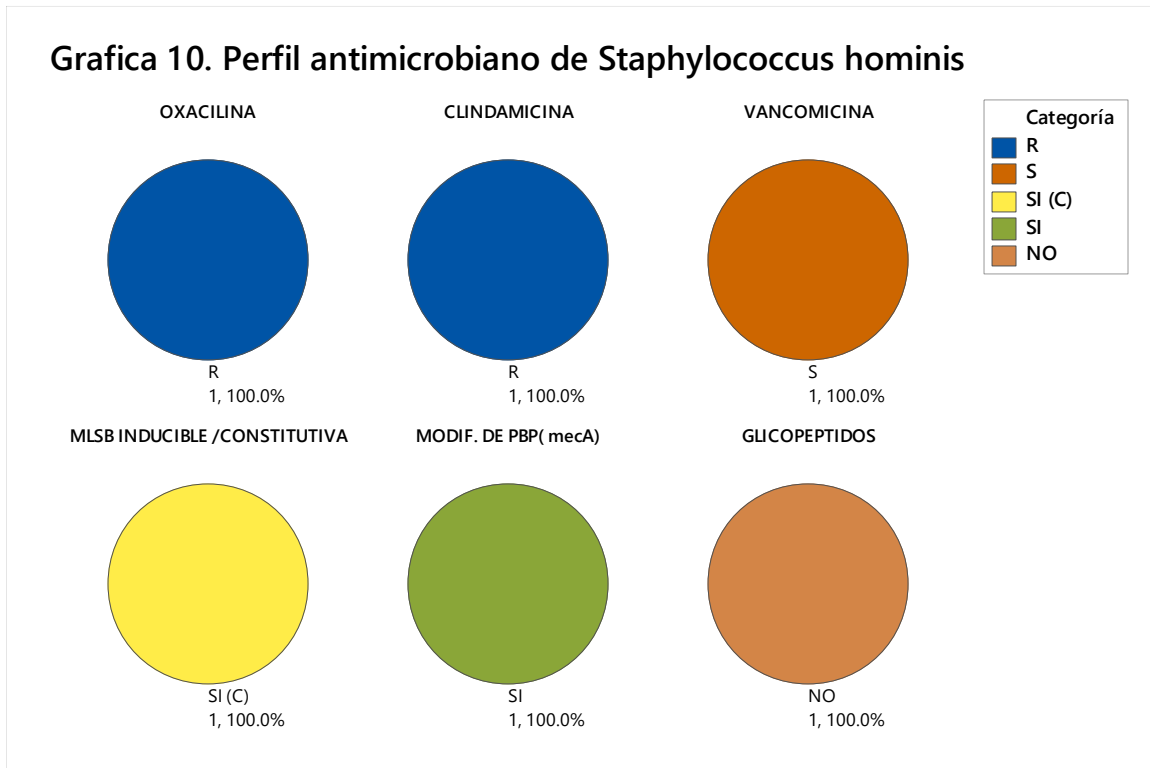 Grafica 10. Perfil antimicrobiano de Staphylococcus hominis
OXACILINA
CLINDAMICINA
VANCOMICINA
Categoría
R
S
SI (C)
SI
NO
R
1, 100.0%
R
1, 100.0%
S
1, 100.0%
MLSB INDUCIBLE /CONSTITUTIVA
MODIF. DE PBP( mecA)
GLICOPEPTIDOS
SI (C)
1, 100.0%
SI
1, 100.0%
NO
1, 100.0%